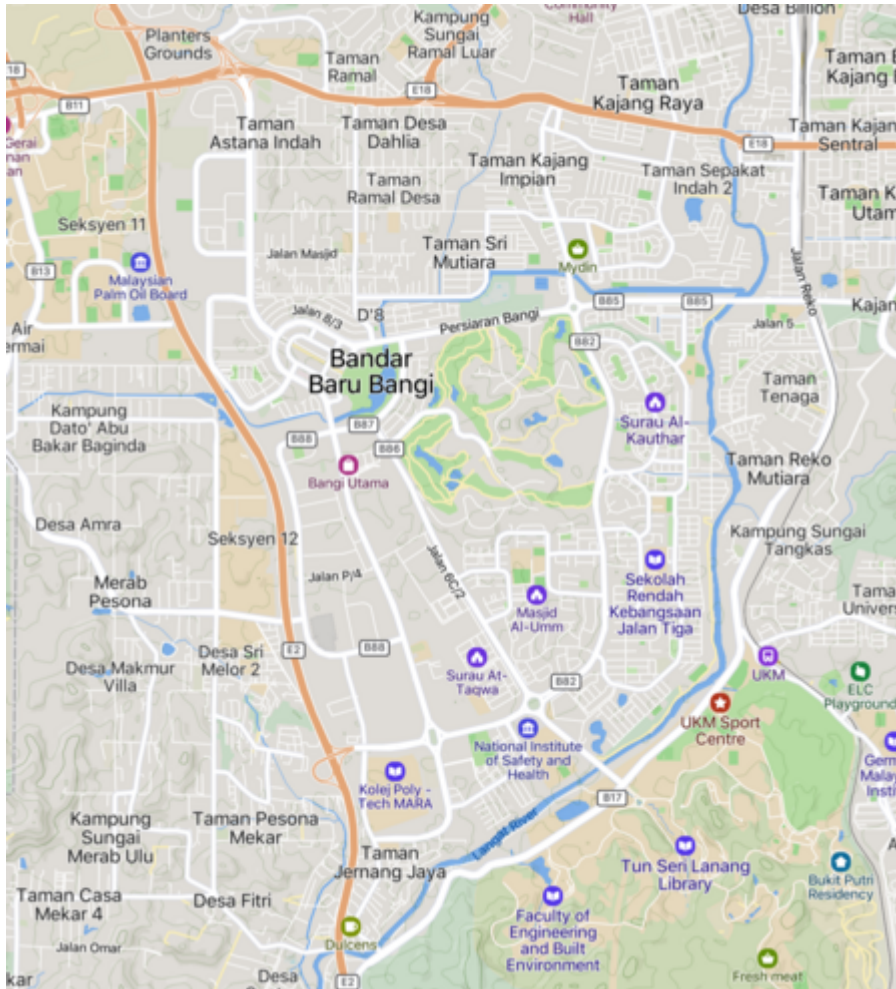 Community
Hall
Desa Billion
Planters
Grounds
Kampung
Sungai
Ramal Luar
Taman
Ramal
Taman
Kajang Raya
E18
B11
E18
Taman
Astana Indah
Taman Desa
Dahlia
Taman Kajang
Impian
Taman Sepakat
Indah 2
Sentral
Taman
Ramal Desa
Seksyen 11
Malaysian
Palm Oil Board
B13
Jalan Masjid
Taman Sri
Mutiara
Mydin
Jalan Reko
B85
B85
Jalan 8/3
D'8
Persiaran Bangi
B82
Jalan 5
Bandar
Baru Bangi
Air
Kampung
Dato' Abu
Bakar Baginda
B87
B88
B86
Bangi Utama
Surau Al-
Kauthar
Taman
Tenaga
Taman Reko
Mutiara
Desa Amra
Seksyen 12
Kampung Sungai
Tangkas
Merab
Pesona
Jalan P/4
Jalan 6C/2
Masjid
Al-Umm
Sekolah
Rendah
Kebangsaan
Jalan Tiga
Desa Makmur
Villa
Desa Sri
Melor 2
E2
B88
Surau At-
Taqwa
B82
UKM
ELC
Playground
UKM Sport
Centre
National Institute
of Safety and
Health
Kolej Poly -
Tech MARA
B17
Langat River
Kampung
Sungai
Merab Ulu
Taman Pesona
Mekar
Taman
Jernang Jaya
Tun Seri Lanang
Library
Bukit Putri
Residency
Taman Casa
Mekar 4
Desa Fitri
Jalan Omar
Dulcens
Faculty of
Engineering
and Built
Environment
Fresh meat
Desa
E2